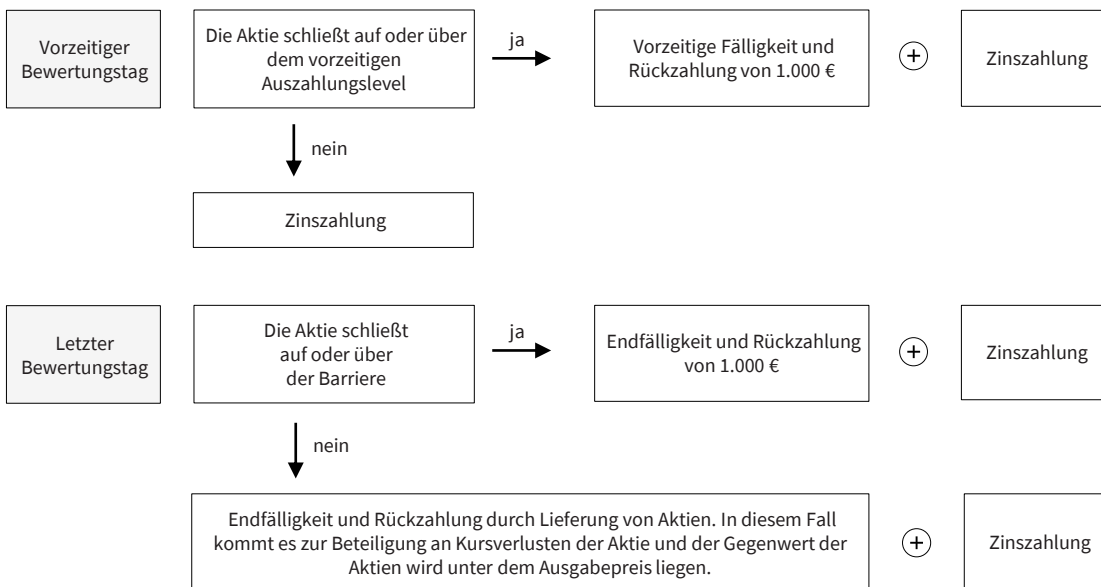 Vorzeitiger
Bewertungstag
Die Aktie schließt auf oder über
dem vorzeitigen
Auszahlungslevel
ja
Vorzeitige Fälligkeit und
Rückzahlung von 1.000 €
+
Zinszahlung
nein
Zinszahlung
Letzter
Bewertungstag
Die Aktie schließt
auf oder über
der Barriere
ja
Endfälligkeit und Rückzahlung
von 1.000 €
+
Zinszahlung
nein
Endfälligkeit und Rückzahlung durch Lieferung von Aktien. In diesem Fall
kommt es zur Beteiligung an Kursverlusten der Aktie und der Gegenwert der
Aktien wird unter dem Ausgabepreis liegen.
+
Zinszahlung